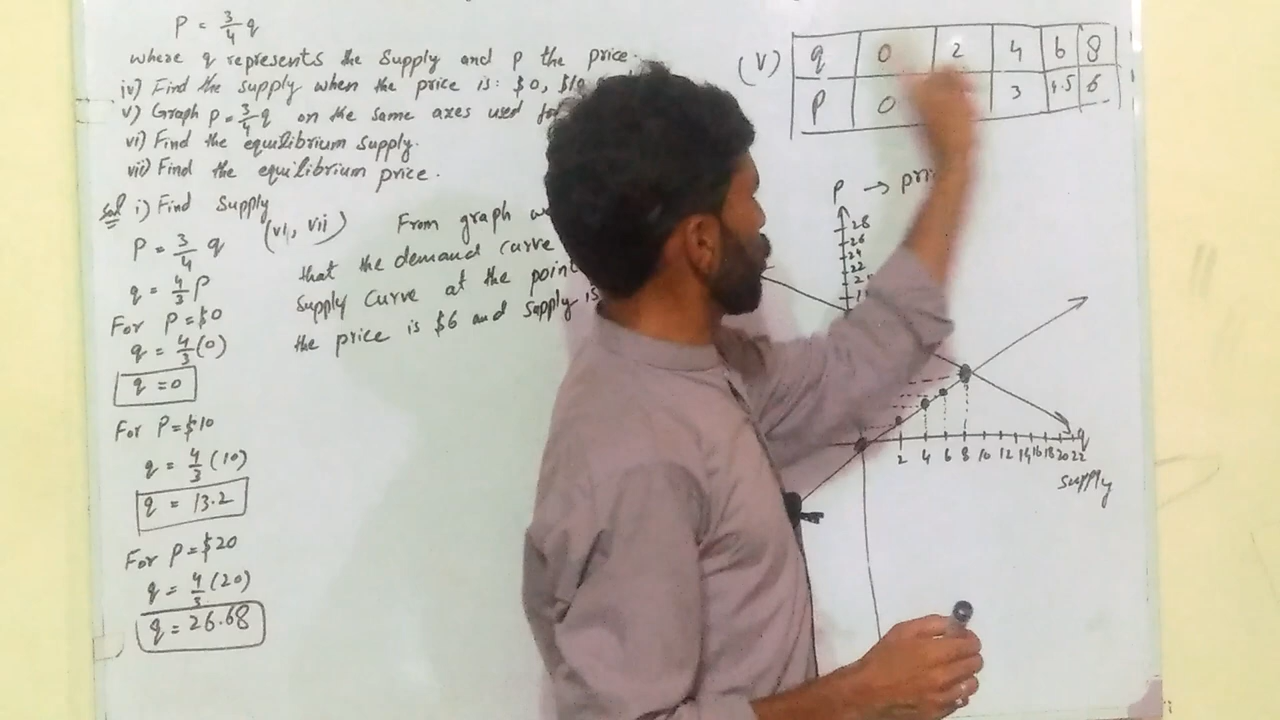 P = 3/4 q
where q represents the supply and p the price.
iv) Find the supply when the price is: $0, $10
v) Graph P = 3/4 q on the same axes used for
vi) Find the equilibrium supply.
vii) Find the equilibrium price.
Sol i) Find Supply
P = 3/4 q
q = 4/3 P
For P = $0
q = 4/3 (0)
q = 0
For P = $10
q = 4/3 (10)
q = 13.2
For P = $20
q = 4/3 (20)
q = 26.68
(vi, vii) From graph we
that the demand curve
supply curve at the point
the price is $6 and supply is
(V) q 0 2 4 6 8
P 0 3 4.5 6
P →
28
26
24
22
2 4 6 8 10 12 14 16 18 20 22 q
supply